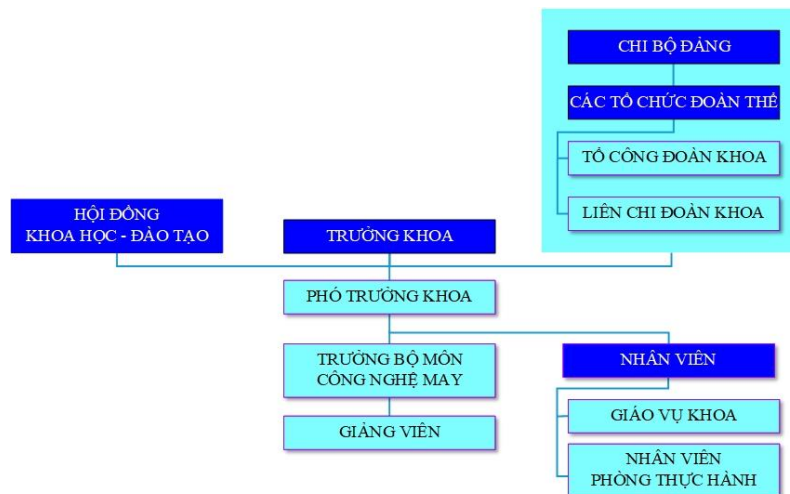 CHI BỘ ĐẢNG
CÁC TỔ CHỨC ĐOÀN THỂ
TỔ CÔNG ĐOÀN KHOA
LIÊN CHI ĐOÀN KHOA
HỘI ĐỒNG
KHOA HỌC - ĐÀO TẠO
TRƯỞNG KHOA
PHÓ TRƯỞNG KHOA
TRƯỞNG BỘ MÔN
CÔNG NGHỆ MAY
NHÂN VIÊN
GIẢNG VIÊN
GIÁO VỤ KHOA
NHÂN VIÊN
PHÒNG THỰC HÀNH